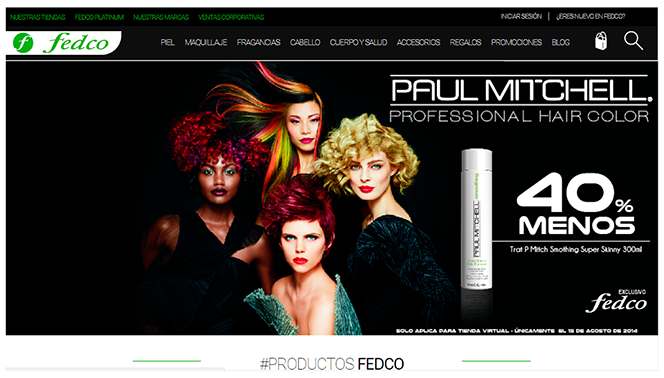 NUESTRAS TIENDAS FEDCO PLATINUM NUESTRAS MARCAS VENTAS CORPORATIVAS INICIAR SESIÓN | ¿ERES NUEVO EN FEDCO?
f fedco PIEL MAQUILLAJE FRAGANCIAS CABELLO CUERPO Y SALUD ACCESORIOS REGALOS PROMOCIONES BLOG
PAUL MITCHELL®
PROFESSIONAL HAIR COLOR
smoothing
PAUL MITCHELL
40%
MENOS
Trat P Mitch Smothing Super Skinny 300ml
EXCLUSIVO
fedco
SOLO APLICA PARA TIENDA VIRTUAL - ÚNICAMENTE EL 15 DE AGOSTO DE 2014
#PRODUCTOS FEDCO